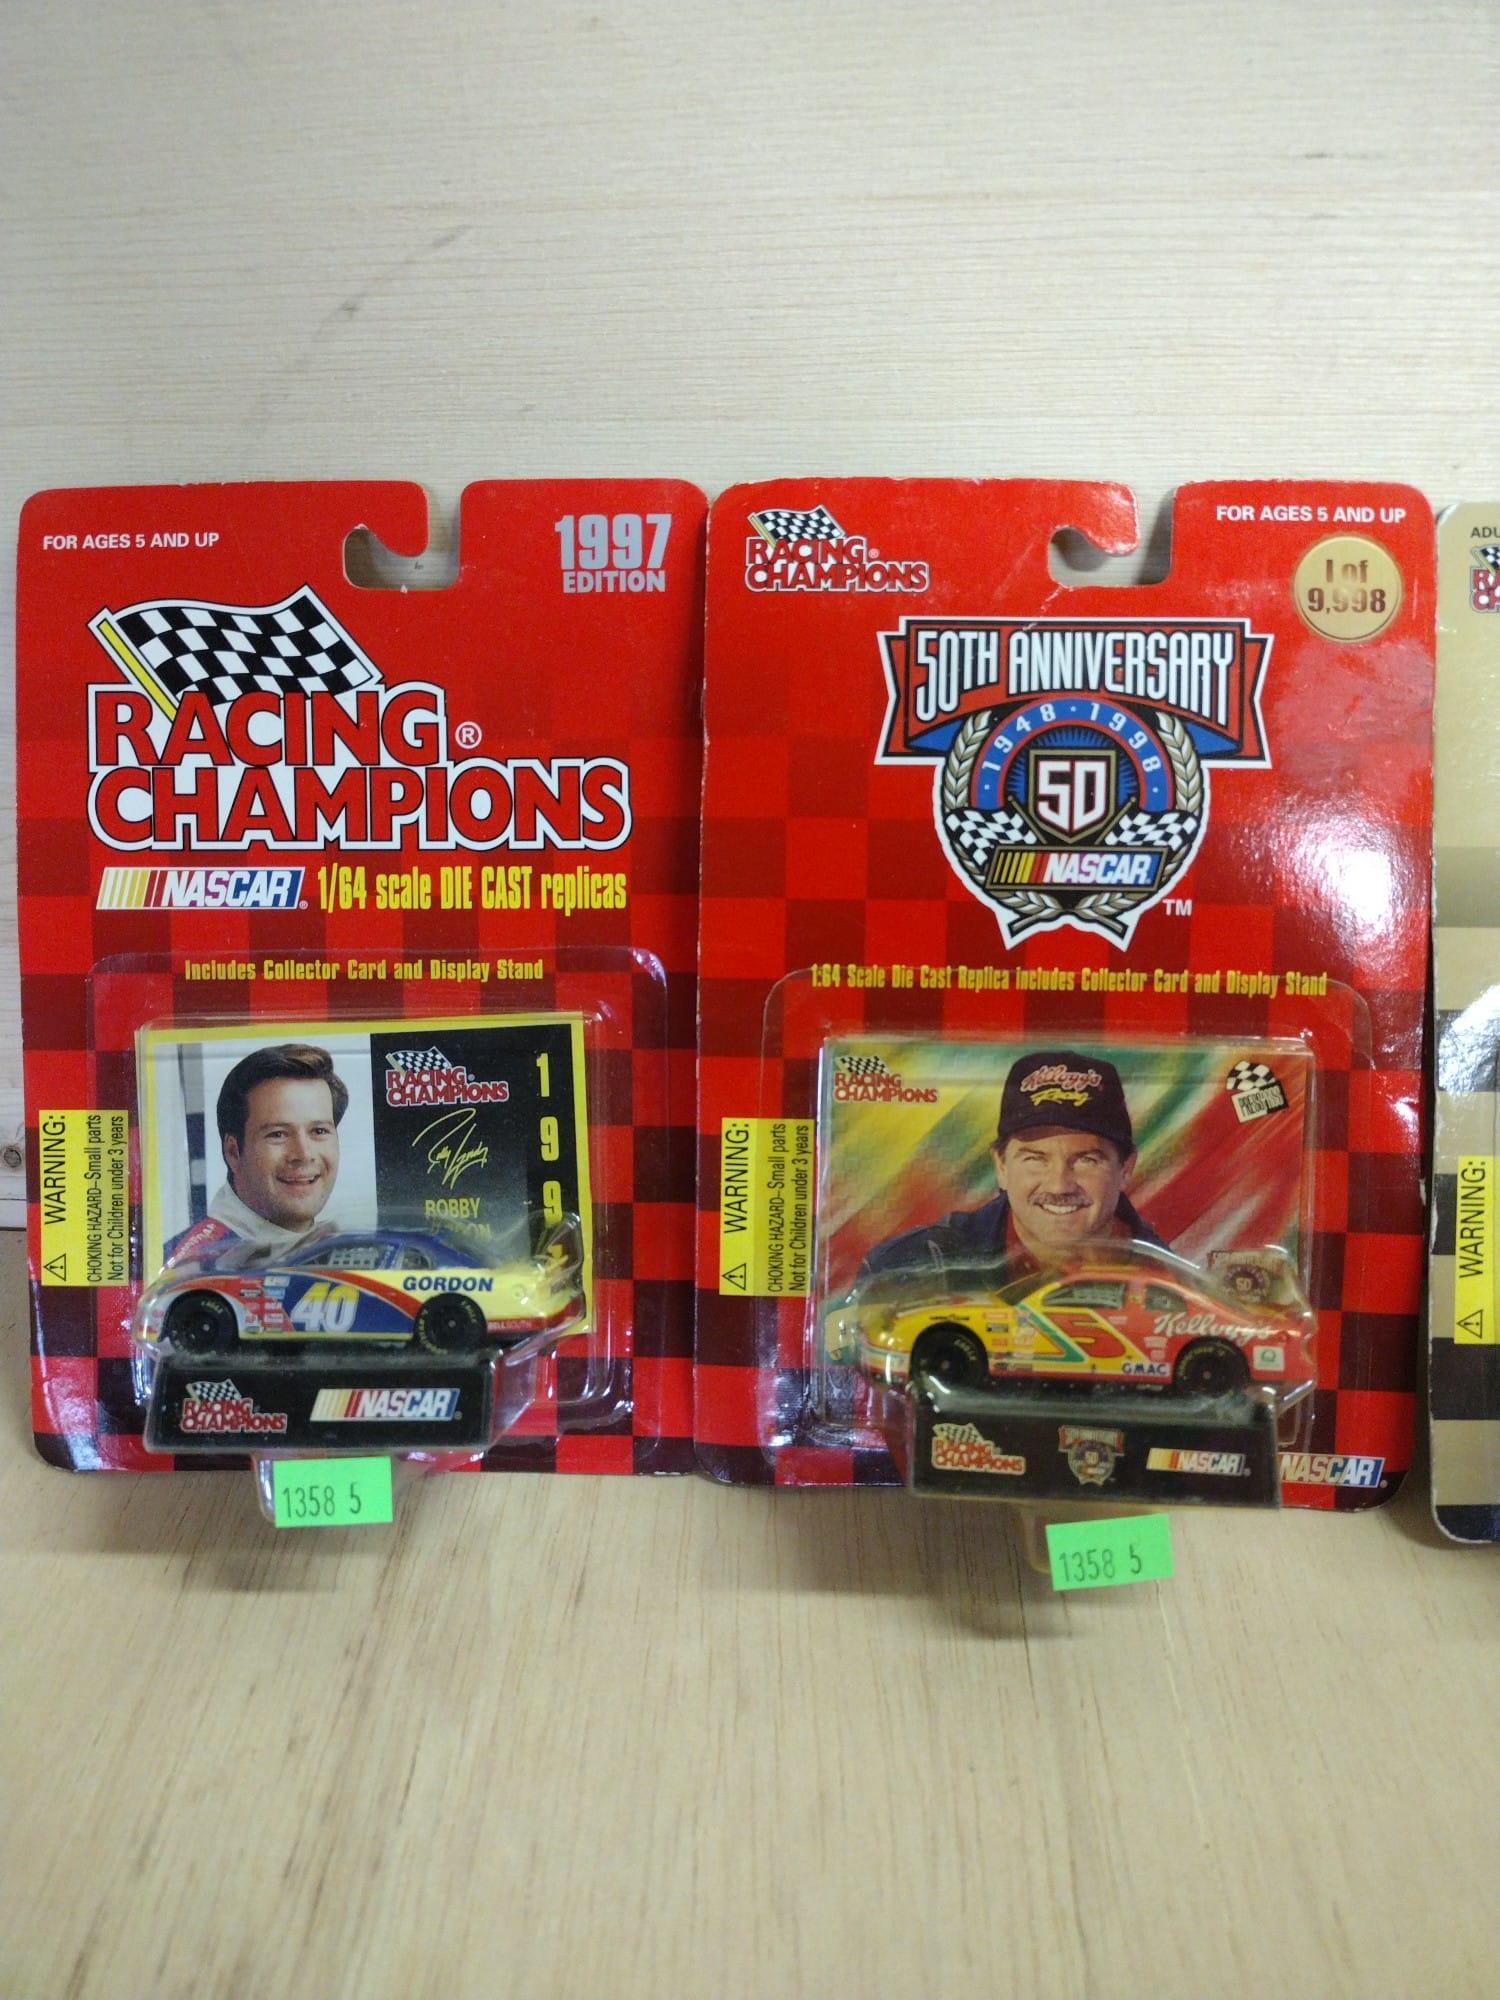 FOR AGES 5 AND UP
1997
EDITION
RACING ®
CHAMPIONS
NASCAR® 1/64 scale DIE CAST replicas
Includes Collector Card and Display Stand
WARNING:
CHOKING HAZARD-Small parts
Not for Children under 3 years
RACING
CHAMPIONS
199
BOBBY
40
GORDON
BELLSOUTH
RACING
CHAMPIONS
NASCAR
1358 5
RACING®
CHAMPIONS
FOR AGES 5 AND UP
1 of
9,998
50TH ANNIVERSARY
1948 · 1998
50
NASCAR
TM
1:64 Scale Die Cast Replica includes Collector Card and Display Stand
WARNING:
CHOKING HAZARD-Small parts
Not for Children under 3 years
RACING
CHAMPIONS
Kellogg's
Racing
5
Kellogg's
GMAC
RACING
CHAMPIONS
50
NASCAR
NASCAR®
1358 5
ADU
WARNING: